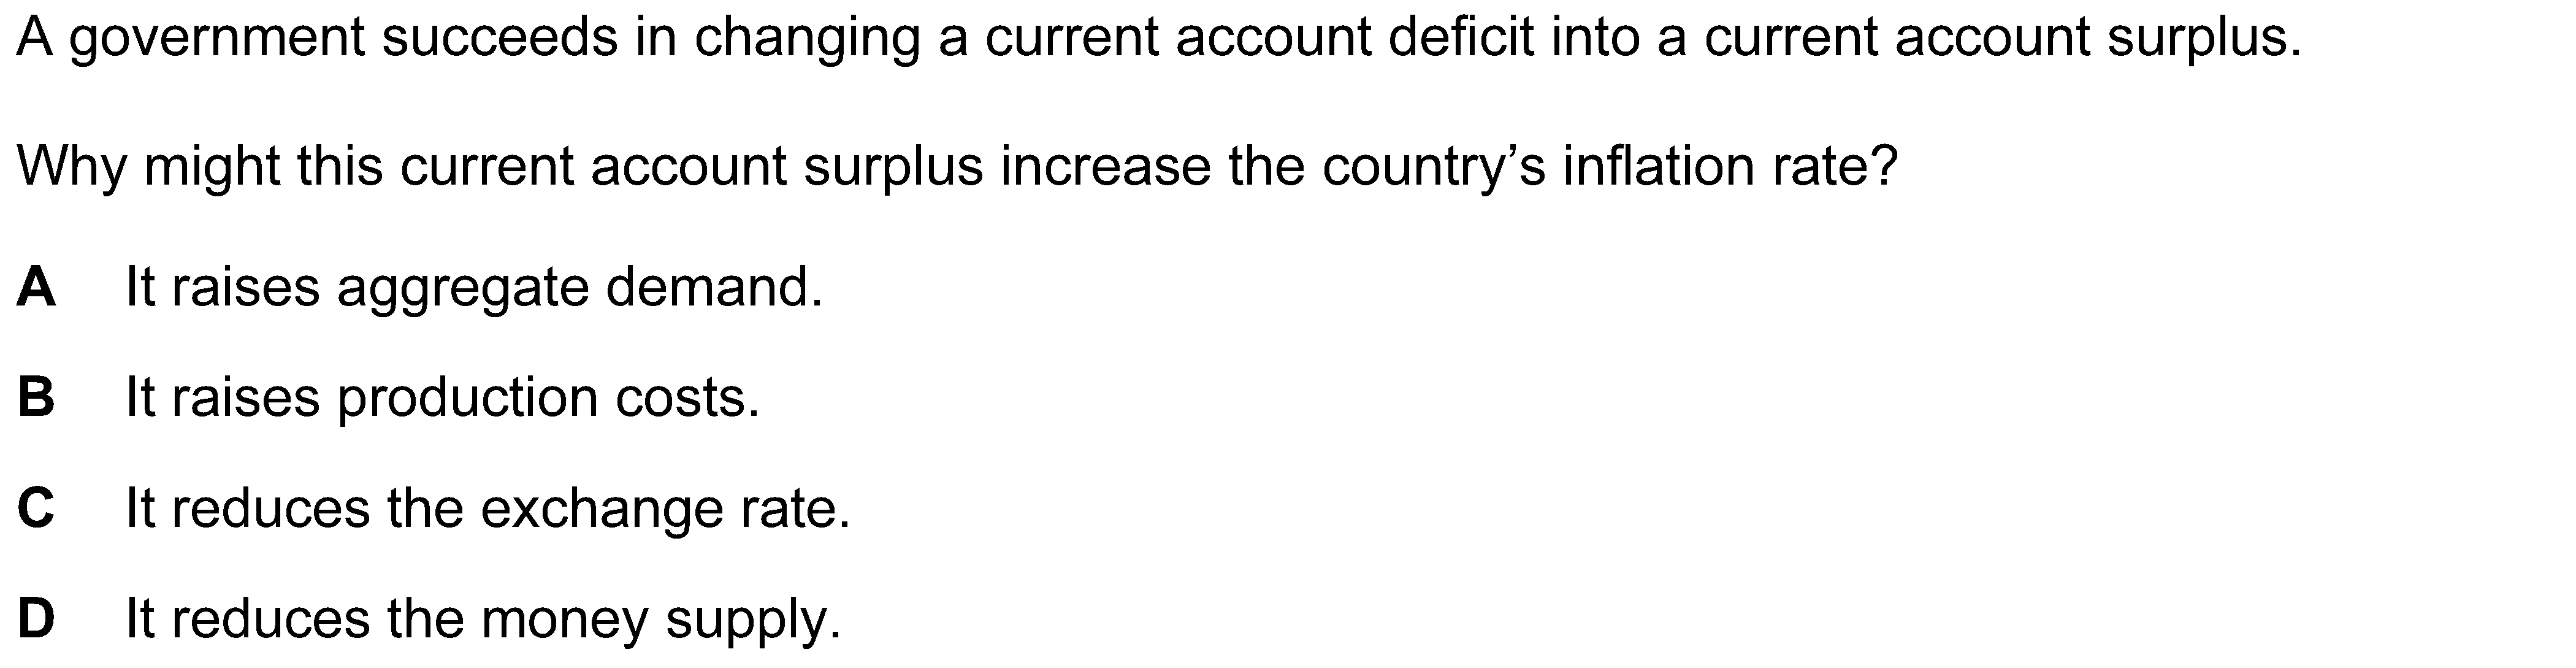 A government succeeds in changing a current account deficit into a current account surplus.
Why might this current account surplus increase the country’s inflation rate?
A It raises aggregate demand.
B It raises production costs.
C It reduces the exchange rate.
D It reduces the money supply.